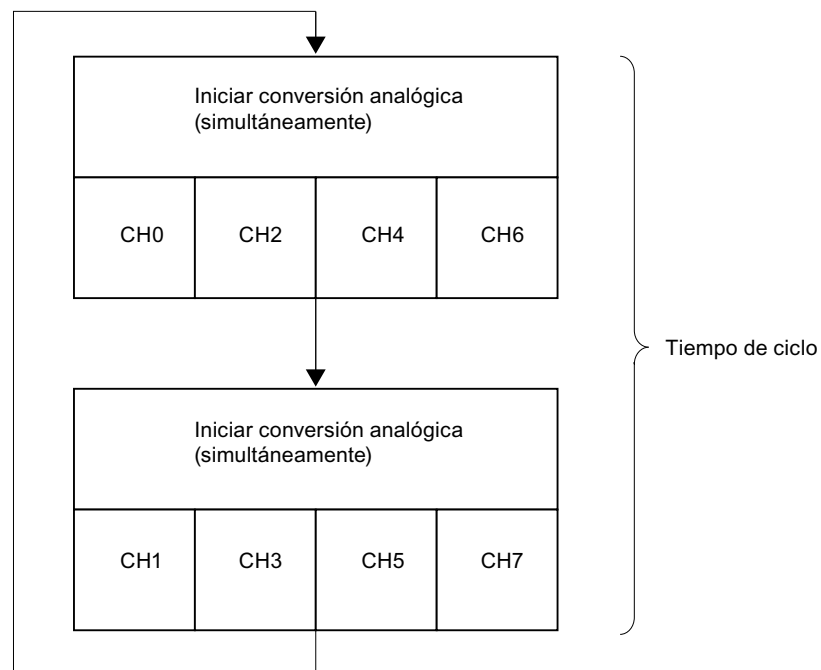 Iniciar conversión analógica
(simultáneamente)
CH0 CH2 CH4 CH6
Tiempo de ciclo
Iniciar conversión analógica
(simultáneamente)
CH1 CH3 CH5 CH7